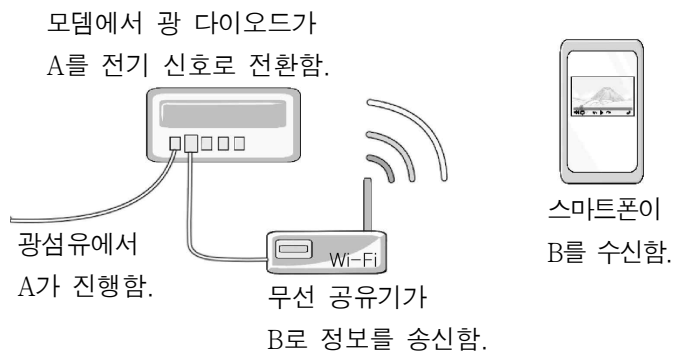 모뎀에서 광 다이오드가
A를 전기 신호로 전환함.
광섬유에서
A가 진행함.
Wi-Fi
무선 공유기가
B로 정보를 송신함.
스마트폰이
B를 수신함.